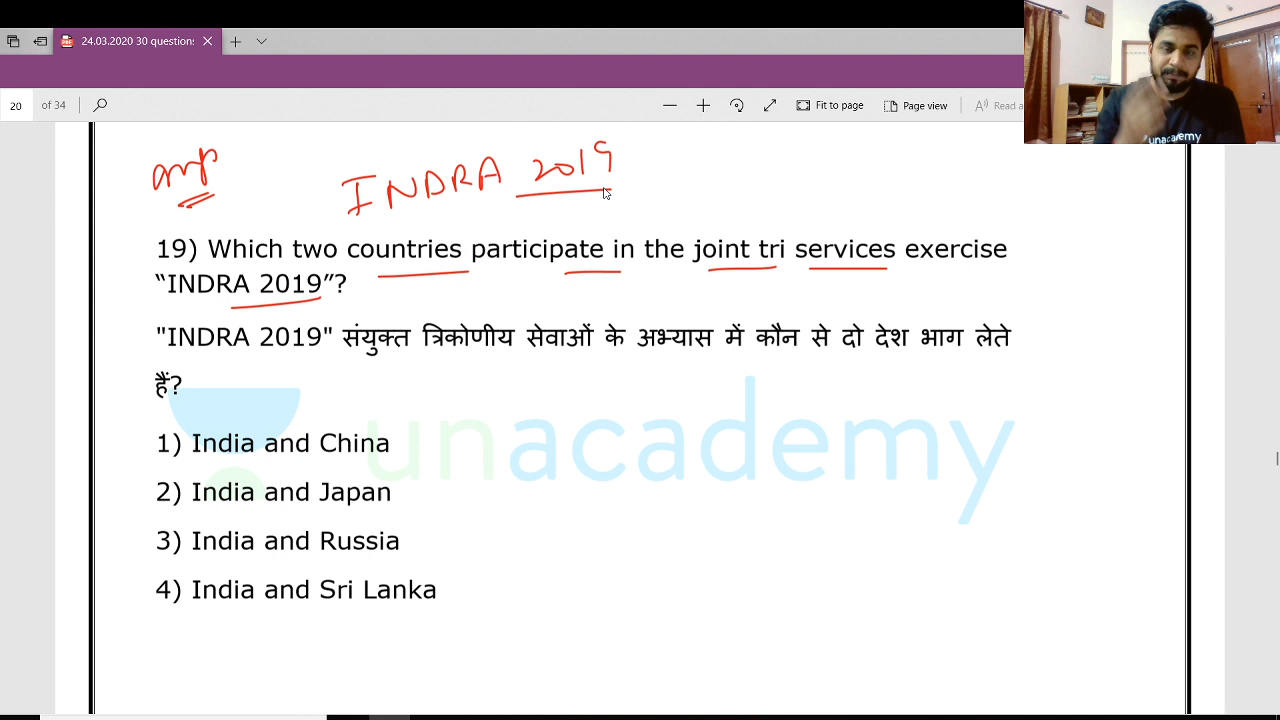 24.03.2020 30 questions
20 of 34
Fit to page
Page view
Read a
unacademy
imp
INDRA 2019
19) Which two countries participate in the joint tri services exercise
“INDRA 2019”?
"INDRA 2019" संयुक्त त्रिकोणीय सेवाओं के अभ्यास में कौन से दो देश भाग लेते
हैं?
unacademy
1) India and China
2) India and Japan
3) India and Russia
4) India and Sri Lanka